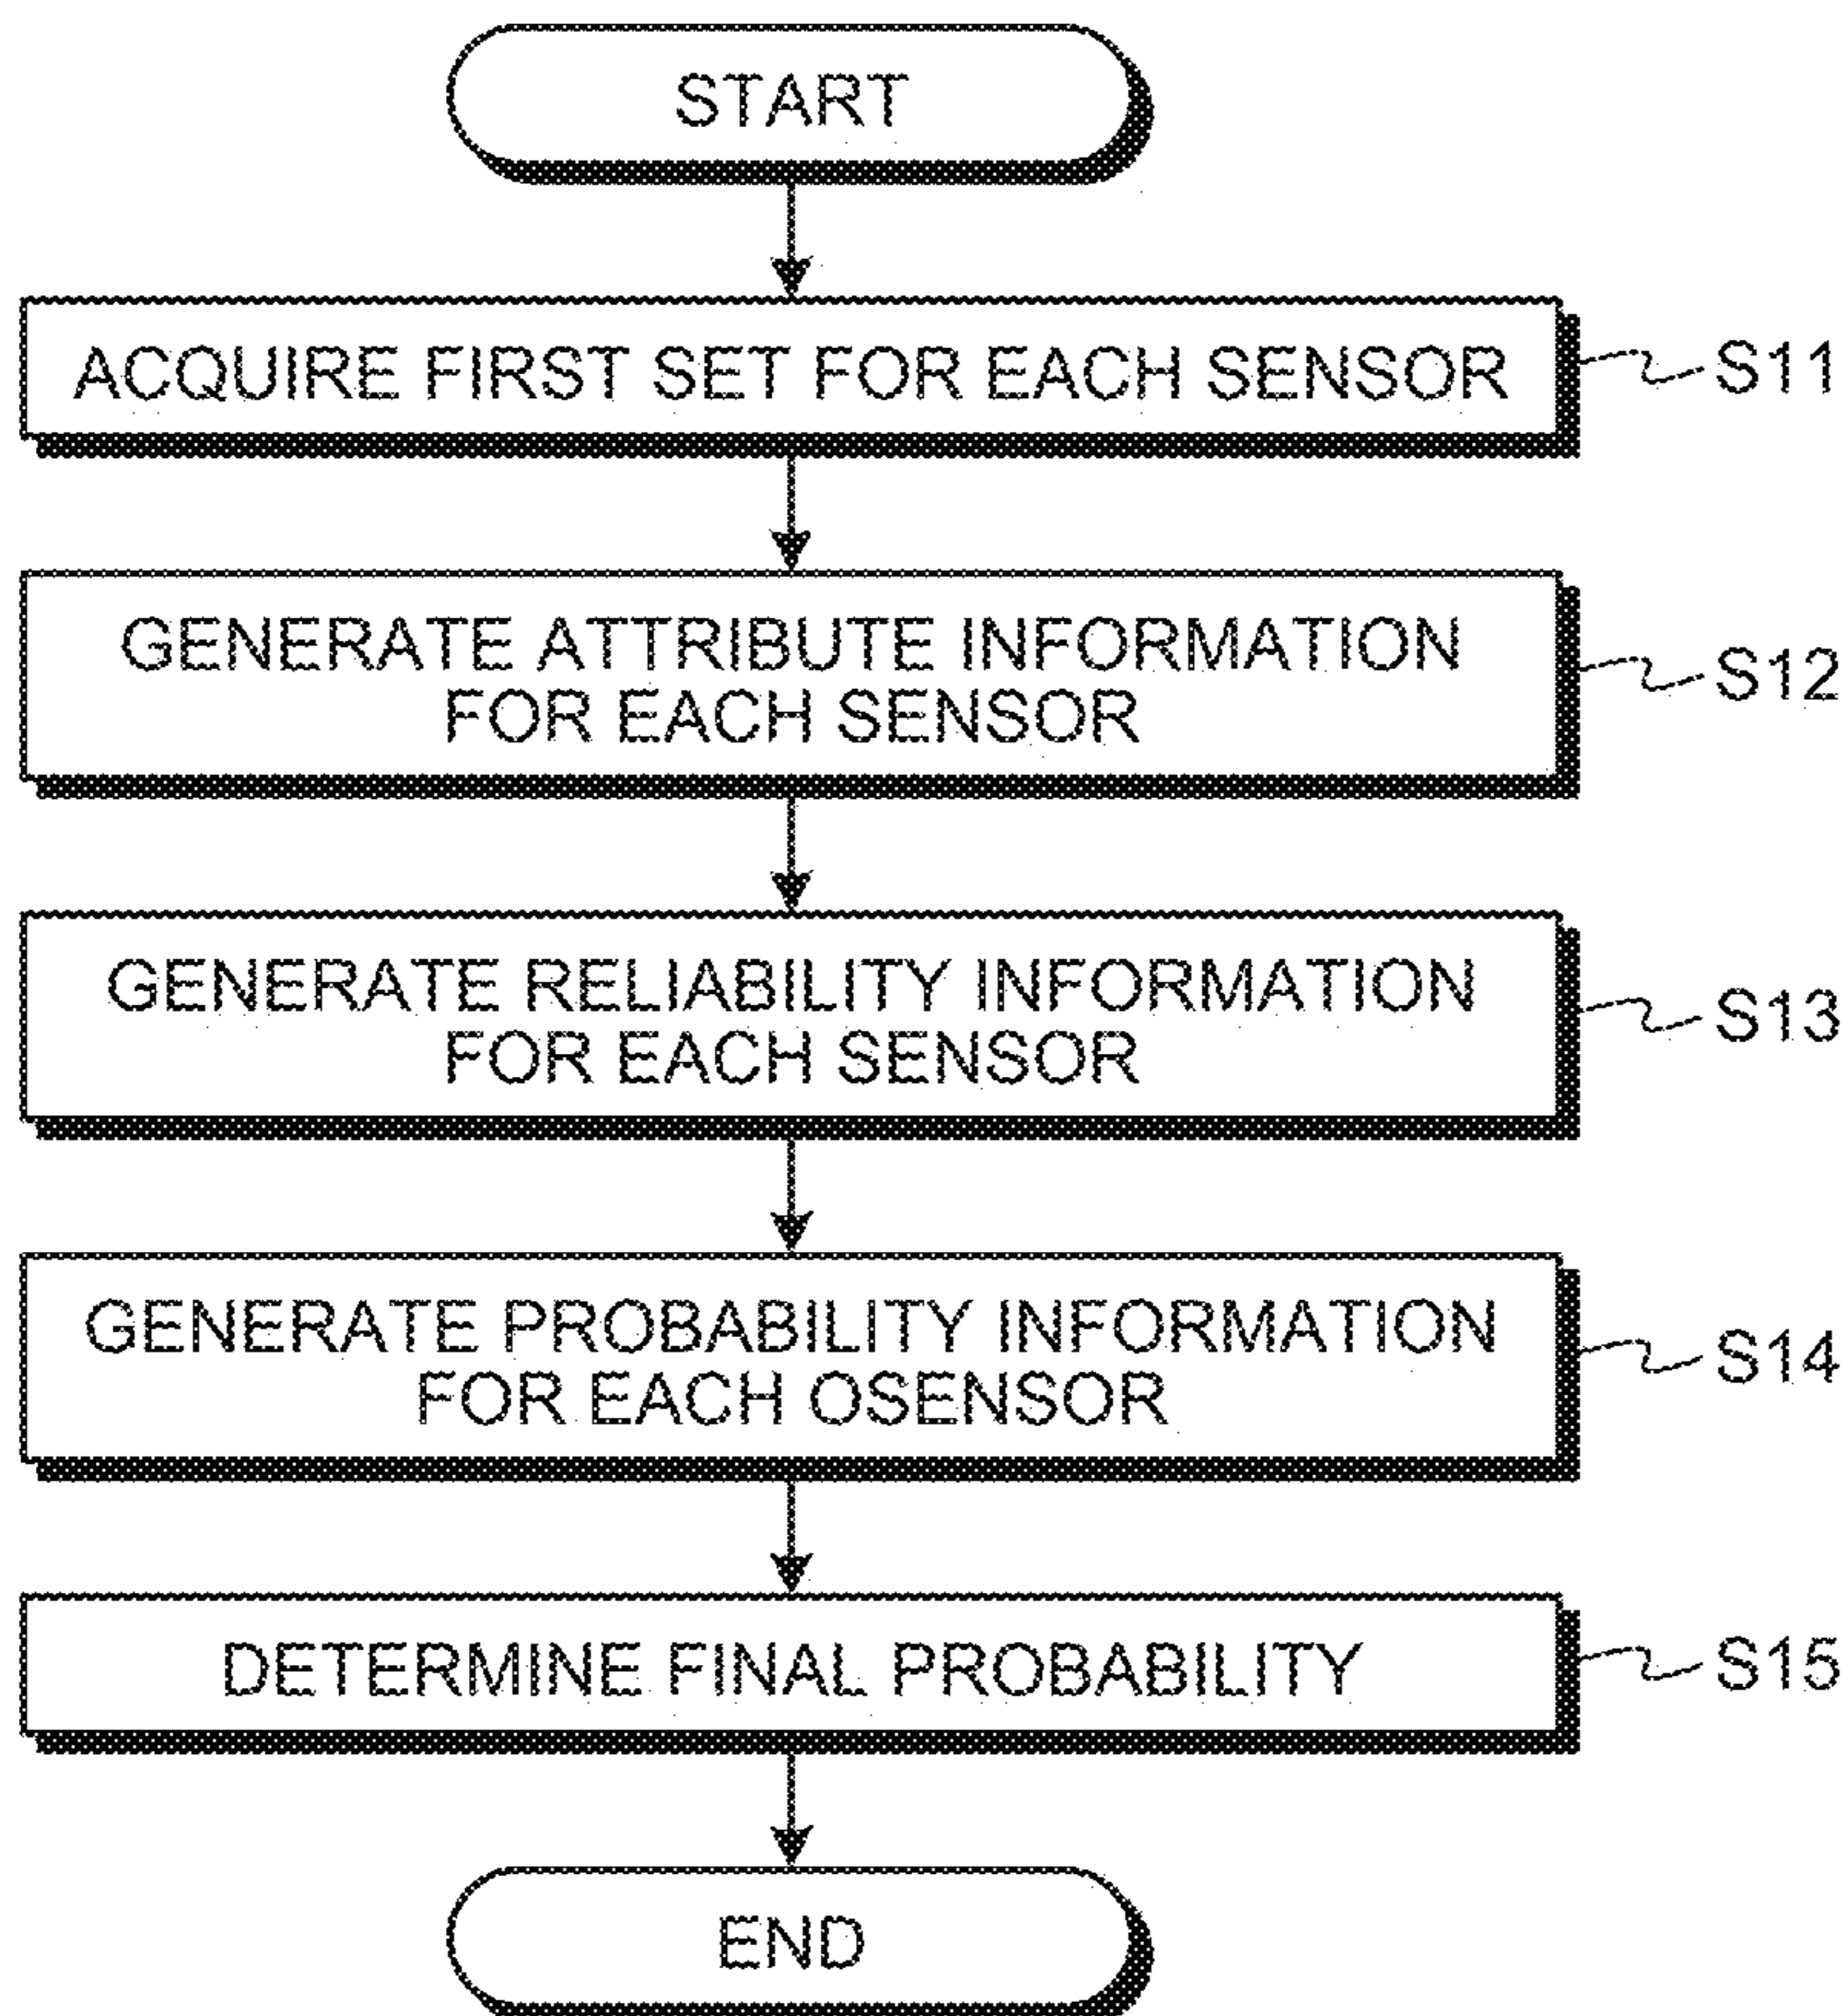 START
ACQUIRE FIRST SET FOR EACH SENSOR
S11
GENERATE ATTRIBUTE INFORMATION
FOR EACH SENSOR
S12
GENERATE RELIABILITY INFORMATION
FOR EACH SENSOR
S13
GENERATE PROBABILITY INFORMATION
FOR EACH OSENSOR
S14
DETERMINE FINAL PROBABILITY
S15
END